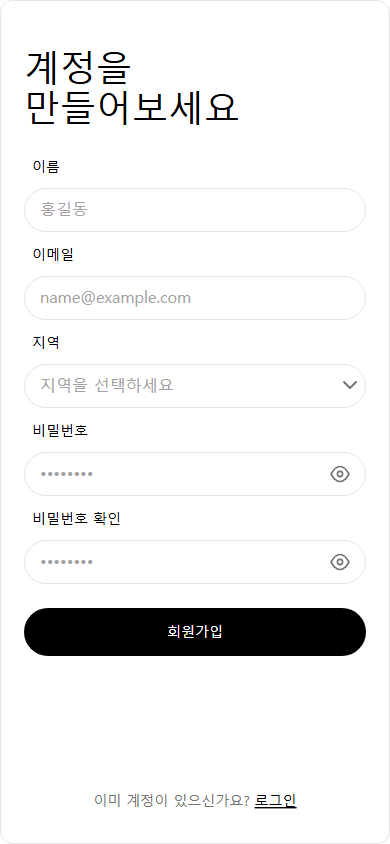 계정을
만들어보세요
이름
홍길동
이메일
name@example.com
지역
지역을 선택하세요
비밀번호
••••••••
비밀번호 확인
••••••••
회원가입
이미 계정이 있으신가요? 로그인